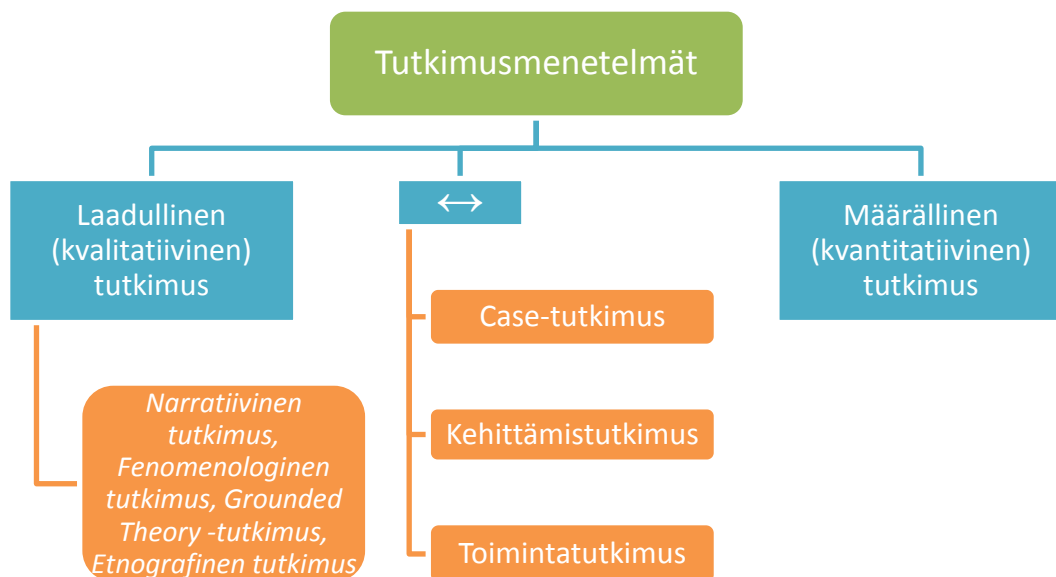 Tutkimusmenetelmät
Laadullinen
(kvalitatiivinen)
tutkimus
↔
Määrällinen
(kvantitatiivinen)
tutkimus
Case-tutkimus
Narratiivinen
tutkimus,
Fenomenologinen
tutkimus, Grounded
Theory -tutkimus,
Etnografinen tutkimus
Kehittämistutkimus
Toimintatutkimus